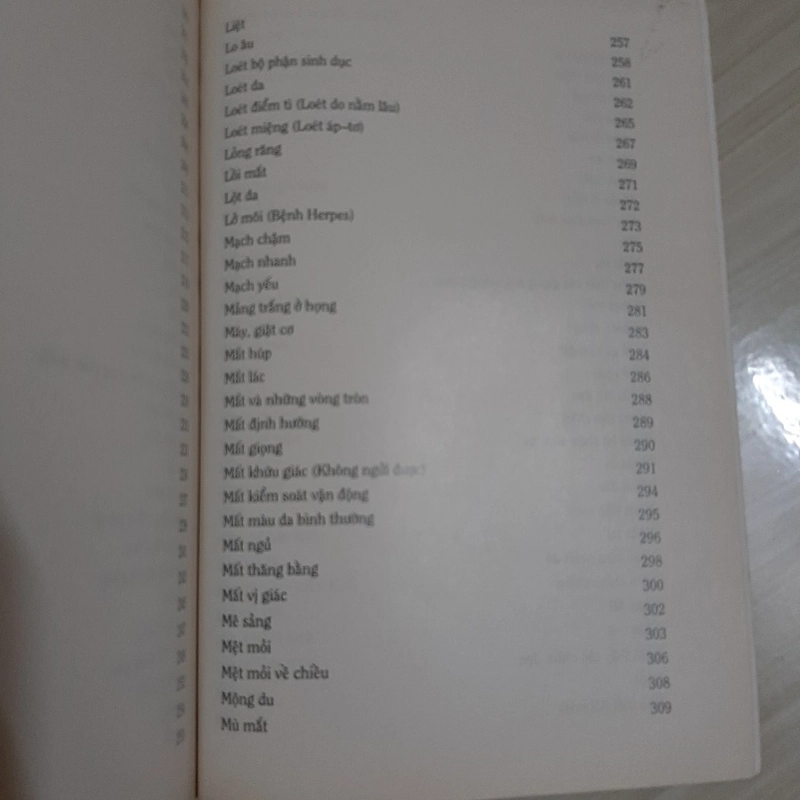 Liệt 257
Lo âu 258
Loét bộ phận sinh dục 261
Loét da 262
Loét điểm tì (Loét do nằm lâu) 265
Loét miệng (Loét áp-tơ) 267
Lỏng răng 269
Lồi mắt 271
Lột da 272
Lở môi (Bệnh Herpes) 273
Mạch chậm 275
Mạch nhanh 277
Mạch yếu 279
Mảng trắng ở họng 281
Máy, giật cơ 283
Mắt húp 284
Mắt lác 286
Mắt và những vòng tròn 288
Mất định hướng 289
Mất giọng 290
Mất khứu giác (Không ngửi được) 291
Mất kiểm soát vận động 294
Mất màu da bình thường 295
Mất ngủ 296
Mất thăng bằng 298
Mất vị giác 300
Mê sảng 302
Mệt mỏi 303
Mệt mỏi về chiều 306
Mộng du 308
Mù mắt 309